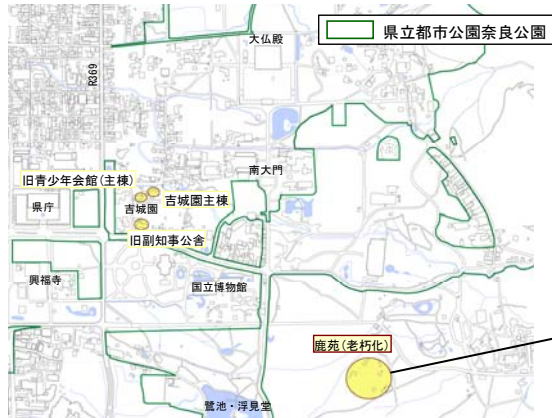 大仏殿
県立都市公園奈良公園
R369
南大門
旧青少年会館(主棟)
吉城園主棟
吉城園
県庁
旧副知事公舎
興福寺
国立博物館
鹿苑(老朽化)
鷺池・浮見堂